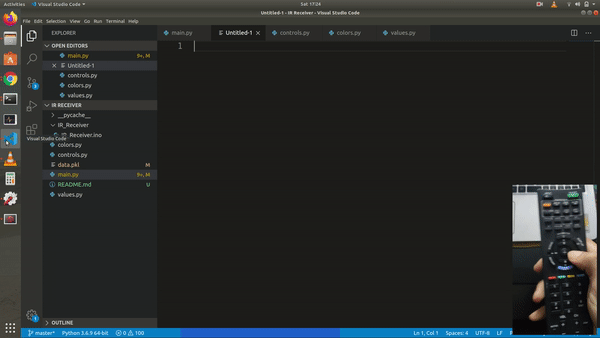 Activities
Visual Studio Code
Sat 17:24
Untitled-1 - IR Receiver - Visual Studio Code
File Edit Selection View Go Run Terminal Help
EXPLORER
main.py
Untitled-1
controls.py
colors.py
values.py
OPEN EDITORS
main.py 9+, M
Untitled-1
controls.py
colors.py
values.py
IR RECEIVER
__pycache__
IR_Receiver
IR_Receiver.ino
Visual Studio Code
colors.py
controls.py
data.pkl M
main.py 9+, M
README.md U
values.py
OUTLINE
1
master* Python 3.6.9 64-bit 0 100
Ln 1, Col 1 Spaces: 4 UTF-8 LF